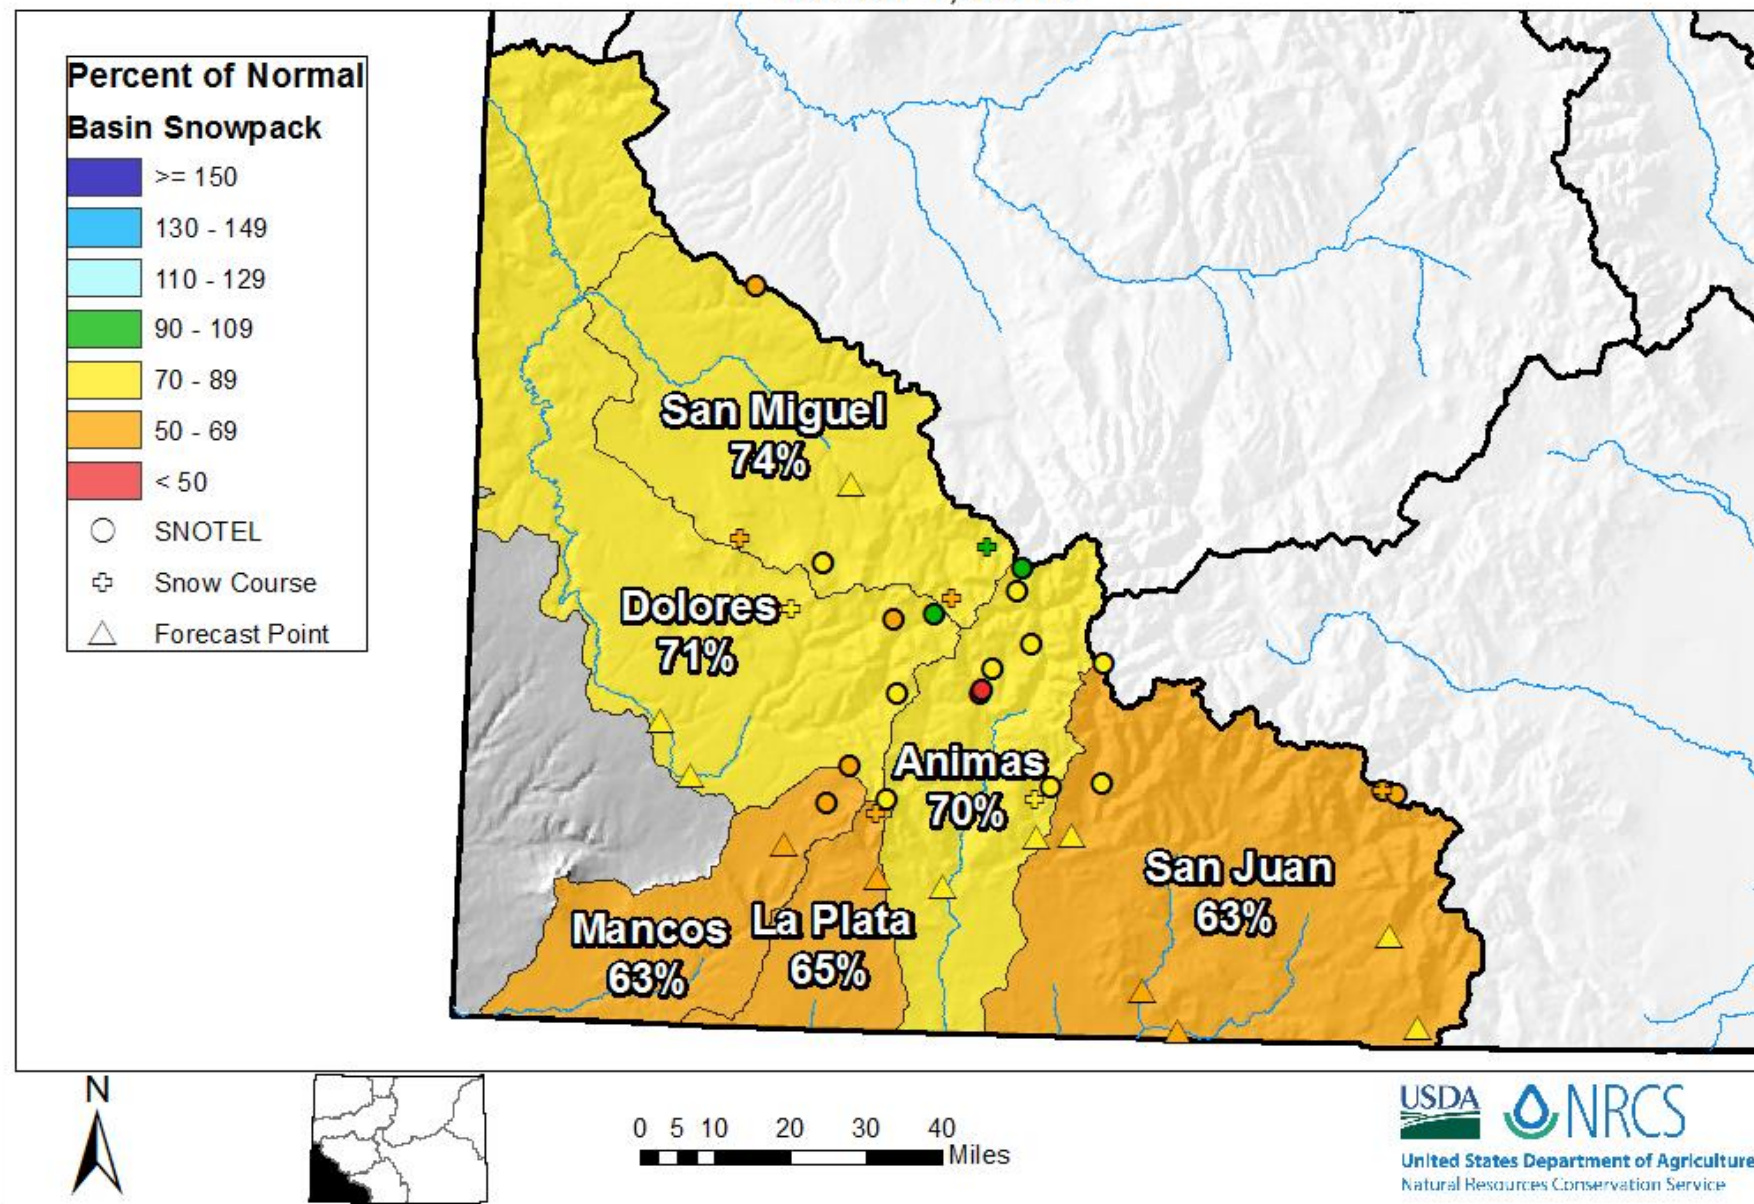 Percent of Normal
Basin Snowpack
>= 150
130 - 149
110 - 129
90 - 109
70 - 89
50 - 69
< 50
SNOTEL
Snow Course
Forecast Point
San Miguel
74%
Dolores
71%
Animas
70%
San Juan
63%
Mancos
63%
La Plata
65%
N
0 5 10 20 30 40
Miles
USDA NRCS
United States Department of Agriculture
Natural Resources Conservation Service